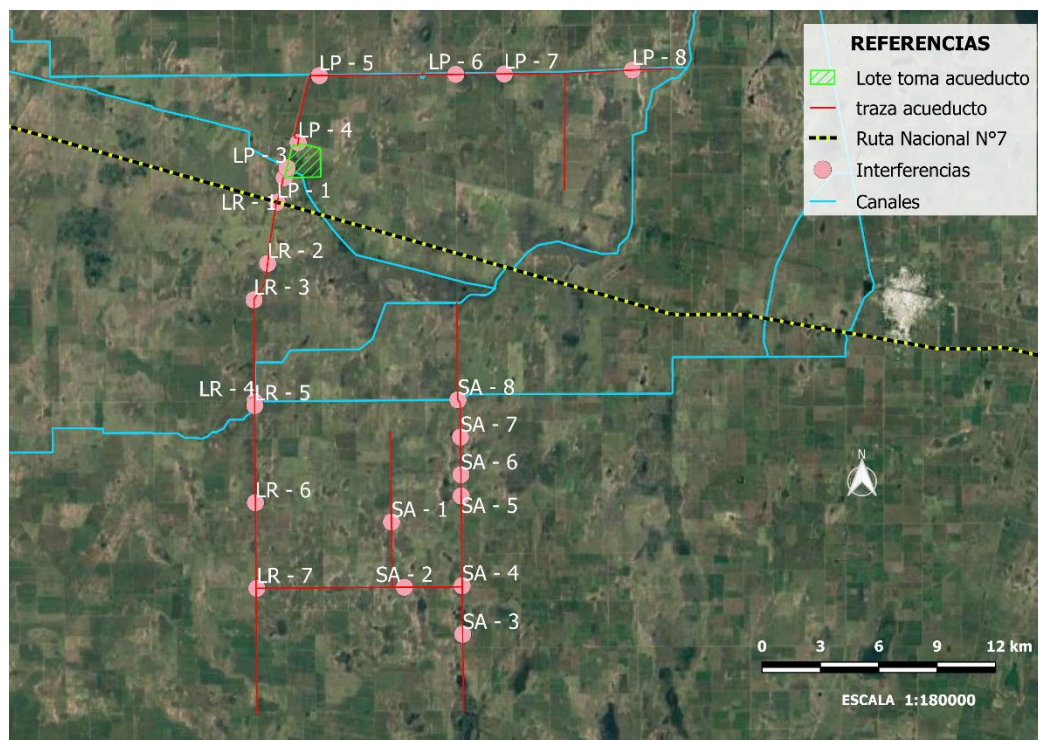 REFERENCIAS
Lote toma acueducto
traza acueducto
Ruta Nacional N°7
Interferencias
Canales
LP - 5
LP - 6
LP - 7
LP - 8
LP - 4
LP - 3
LP - 1
LR - 1
LR - 2
LR - 3
LR - 4
LR - 5
SA - 8
SA - 7
SA - 6
SA - 5
LR - 6
SA - 1
LR - 7
SA - 2
SA - 4
SA - 3
N
0 3 6 9 12 km
ESCALA 1:180000